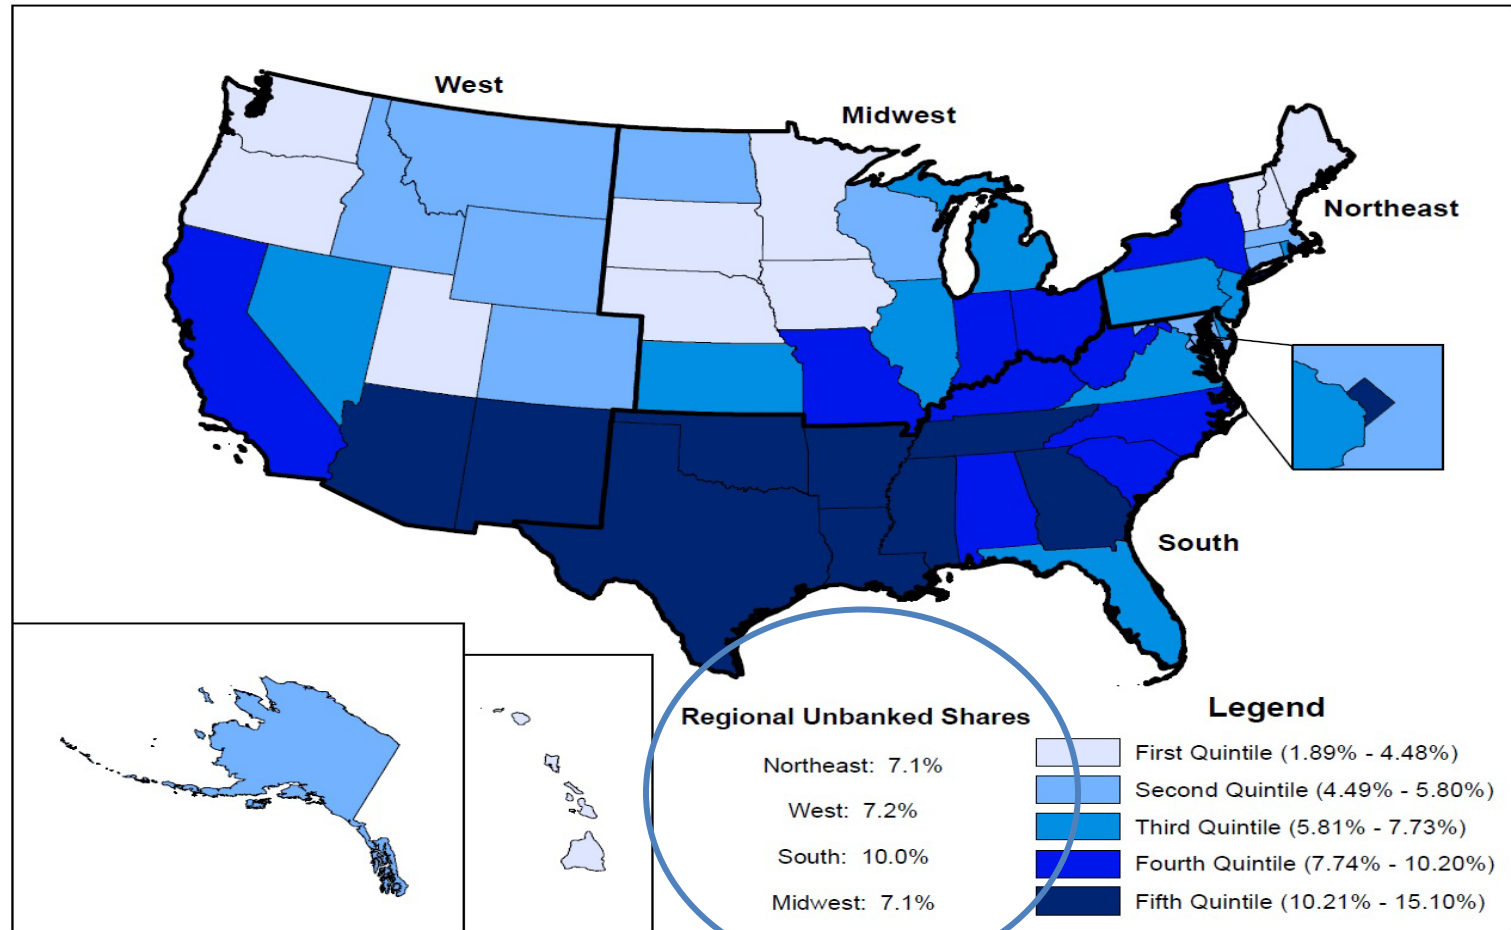 West
Midwest
Northeast
South
Regional Unbanked Shares
Northeast: 7.1%
West: 7.2%
South: 10.0%
Midwest: 7.1%
Legend
First Quintile (1.89% - 4.48%)
Second Quintile (4.49% - 5.80%)
Third Quintile (5.81% - 7.73%)
Fourth Quintile (7.74% - 10.20%)
Fifth Quintile (10.21% - 15.10%)